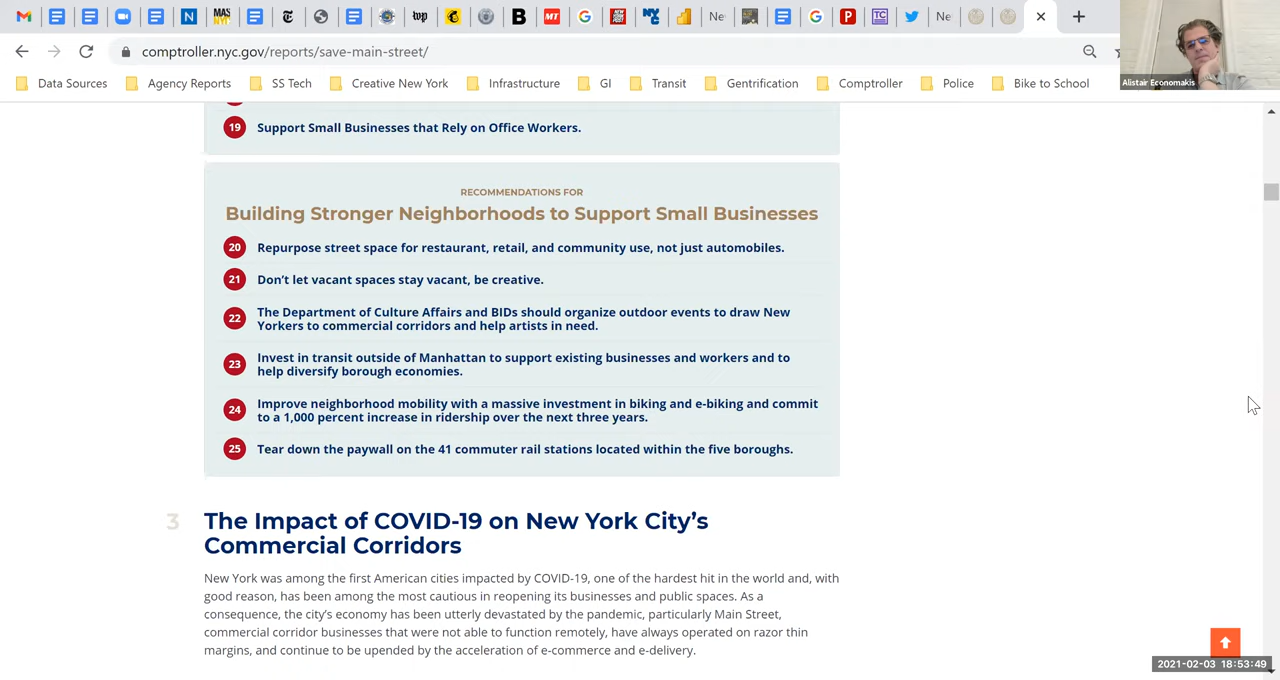 N
MAS
NYC
wp
B
MT
NYC
Ne
P
TC
Ne
comptroller.nyc.gov/reports/save-main-street/
Data Sources
Agency Reports
SS Tech
Creative New York
Infrastructure
GI
Transit
Gentrification
Comptroller
Police
Bike to School
Alistair Economakis
19 Support Small Businesses that Rely on Office Workers.
RECOMMENDATIONS FOR
Building Stronger Neighborhoods to Support Small Businesses
20 Repurpose street space for restaurant, retail, and community use, not just automobiles.
21 Don’t let vacant spaces stay vacant, be creative.
22 The Department of Culture Affairs and BIDs should organize outdoor events to draw New
Yorkers to commercial corridors and help artists in need.
23 Invest in transit outside of Manhattan to support existing businesses and workers and to
help diversify borough economies.
24 Improve neighborhood mobility with a massive investment in biking and e-biking and commit
to a 1,000 percent increase in ridership over the next three years.
25 Tear down the paywall on the 41 commuter rail stations located within the five boroughs.
3 The Impact of COVID-19 on New York City’s
Commercial Corridors
New York was among the first American cities impacted by COVID-19, one of the hardest hit in the world and, with
good reason, has been among the most cautious in reopening its businesses and public spaces. As a
consequence, the city’s economy has been utterly devastated by the pandemic, particularly Main Street,
commercial corridor businesses that were not able to function remotely, have always operated on razor thin
margins, and continue to be upended by the acceleration of e-commerce and e-delivery.
2021-02-03 18:53:49